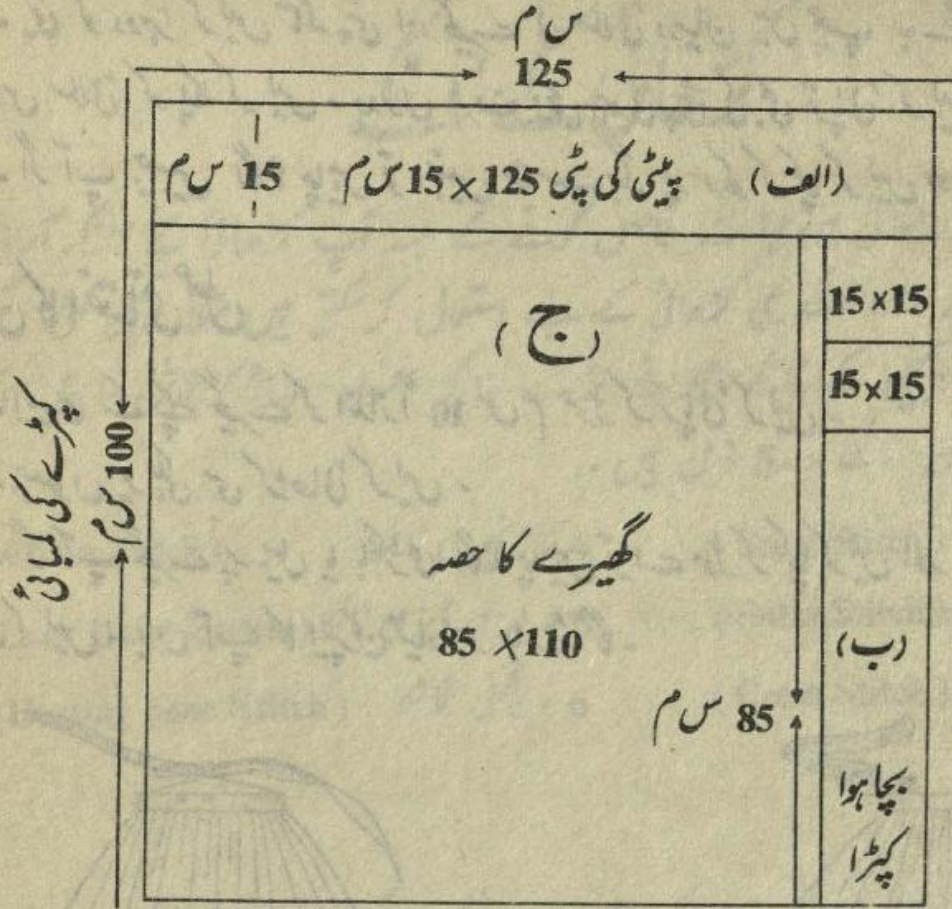 س م
125
(الف) پیٹی کی پٹی 125 × 15 س م 15 س م
15×15
(ج)
15×15
کپڑے کی لمبائی
100 س م
گھیرے کا حصہ
85 × 110
(ب)
85 س م
بچا ہوا
کپڑا